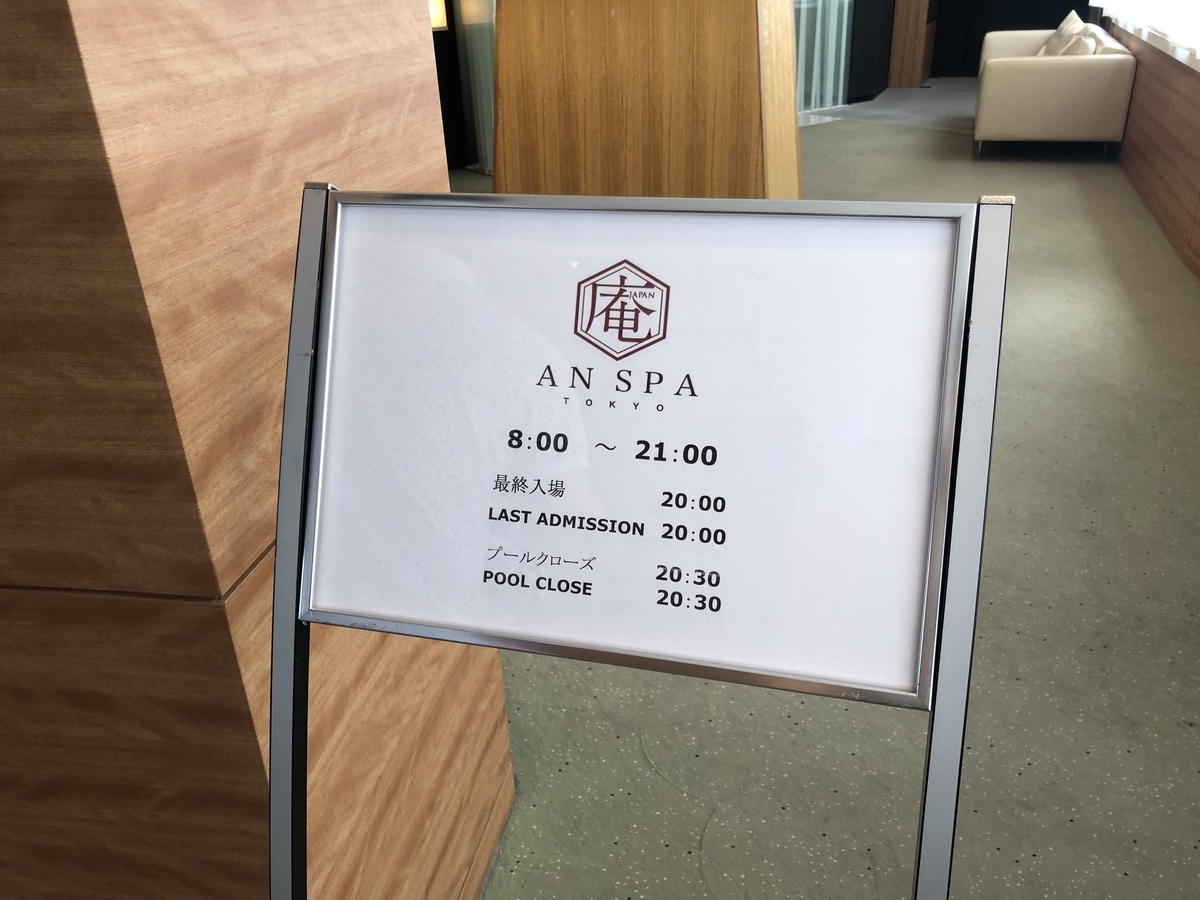 庵
JAPAN
AN SPA
TOKYO
8:00 ～ 21:00
最終入場 20:00
LAST ADMISSION 20:00
プールクローズ 20:30
POOL CLOSE 20:30